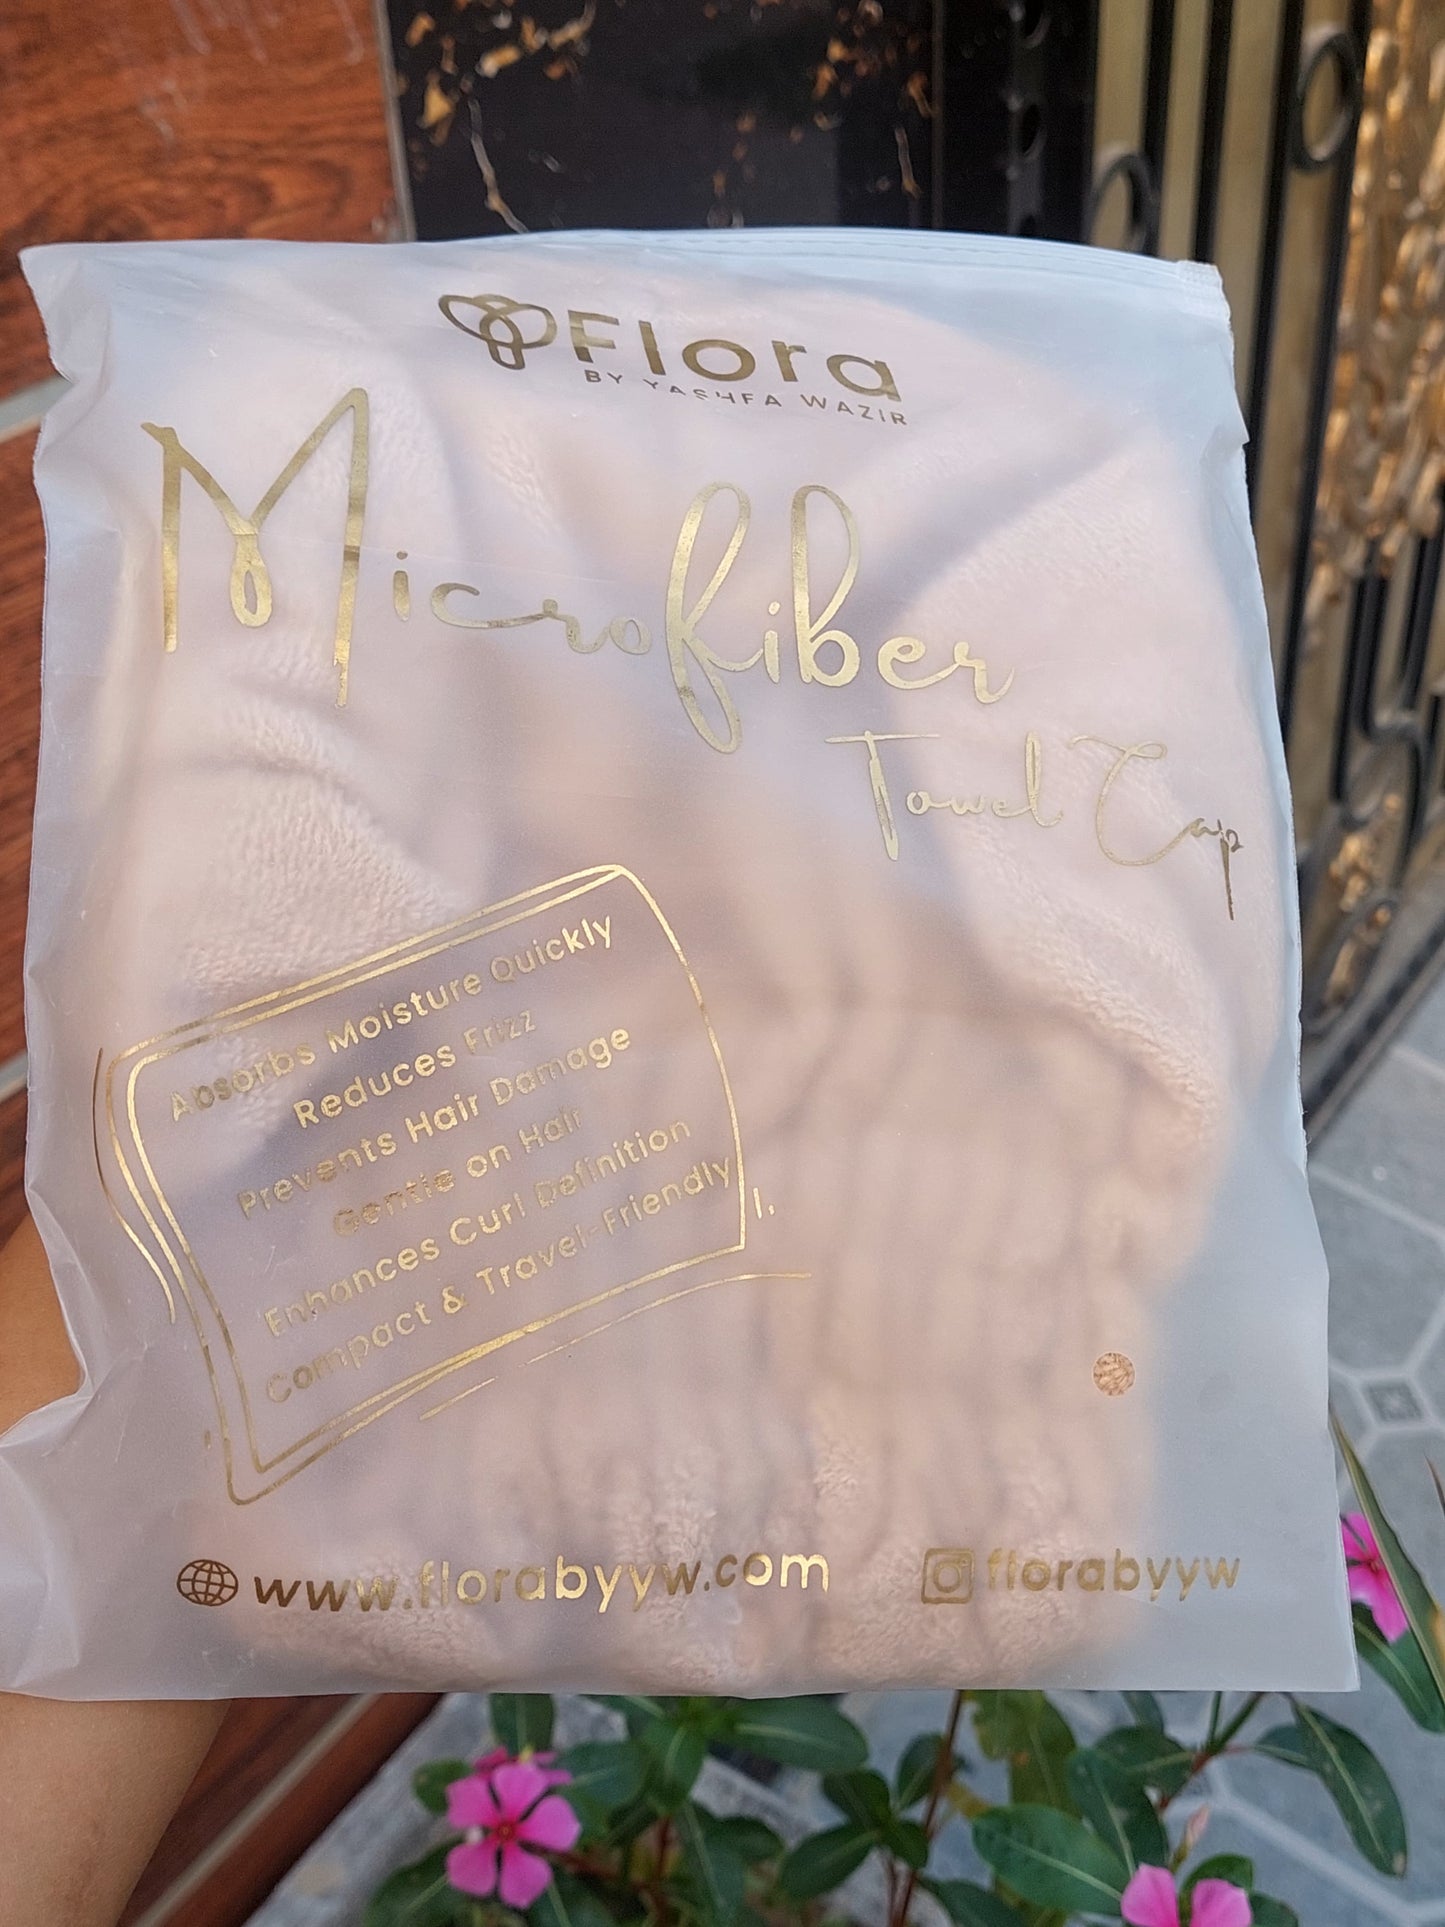 Flora
BY YASHFA WAZIR
Microfiber
Towel Cap
Absorbs Moisture Quickly
Reduces Frizz
Prevents Hair Damage
Gentle on Hair
Enhances Curl Definition
Compact & Travel-Friendly
www.florabyyw.com
florabyyw